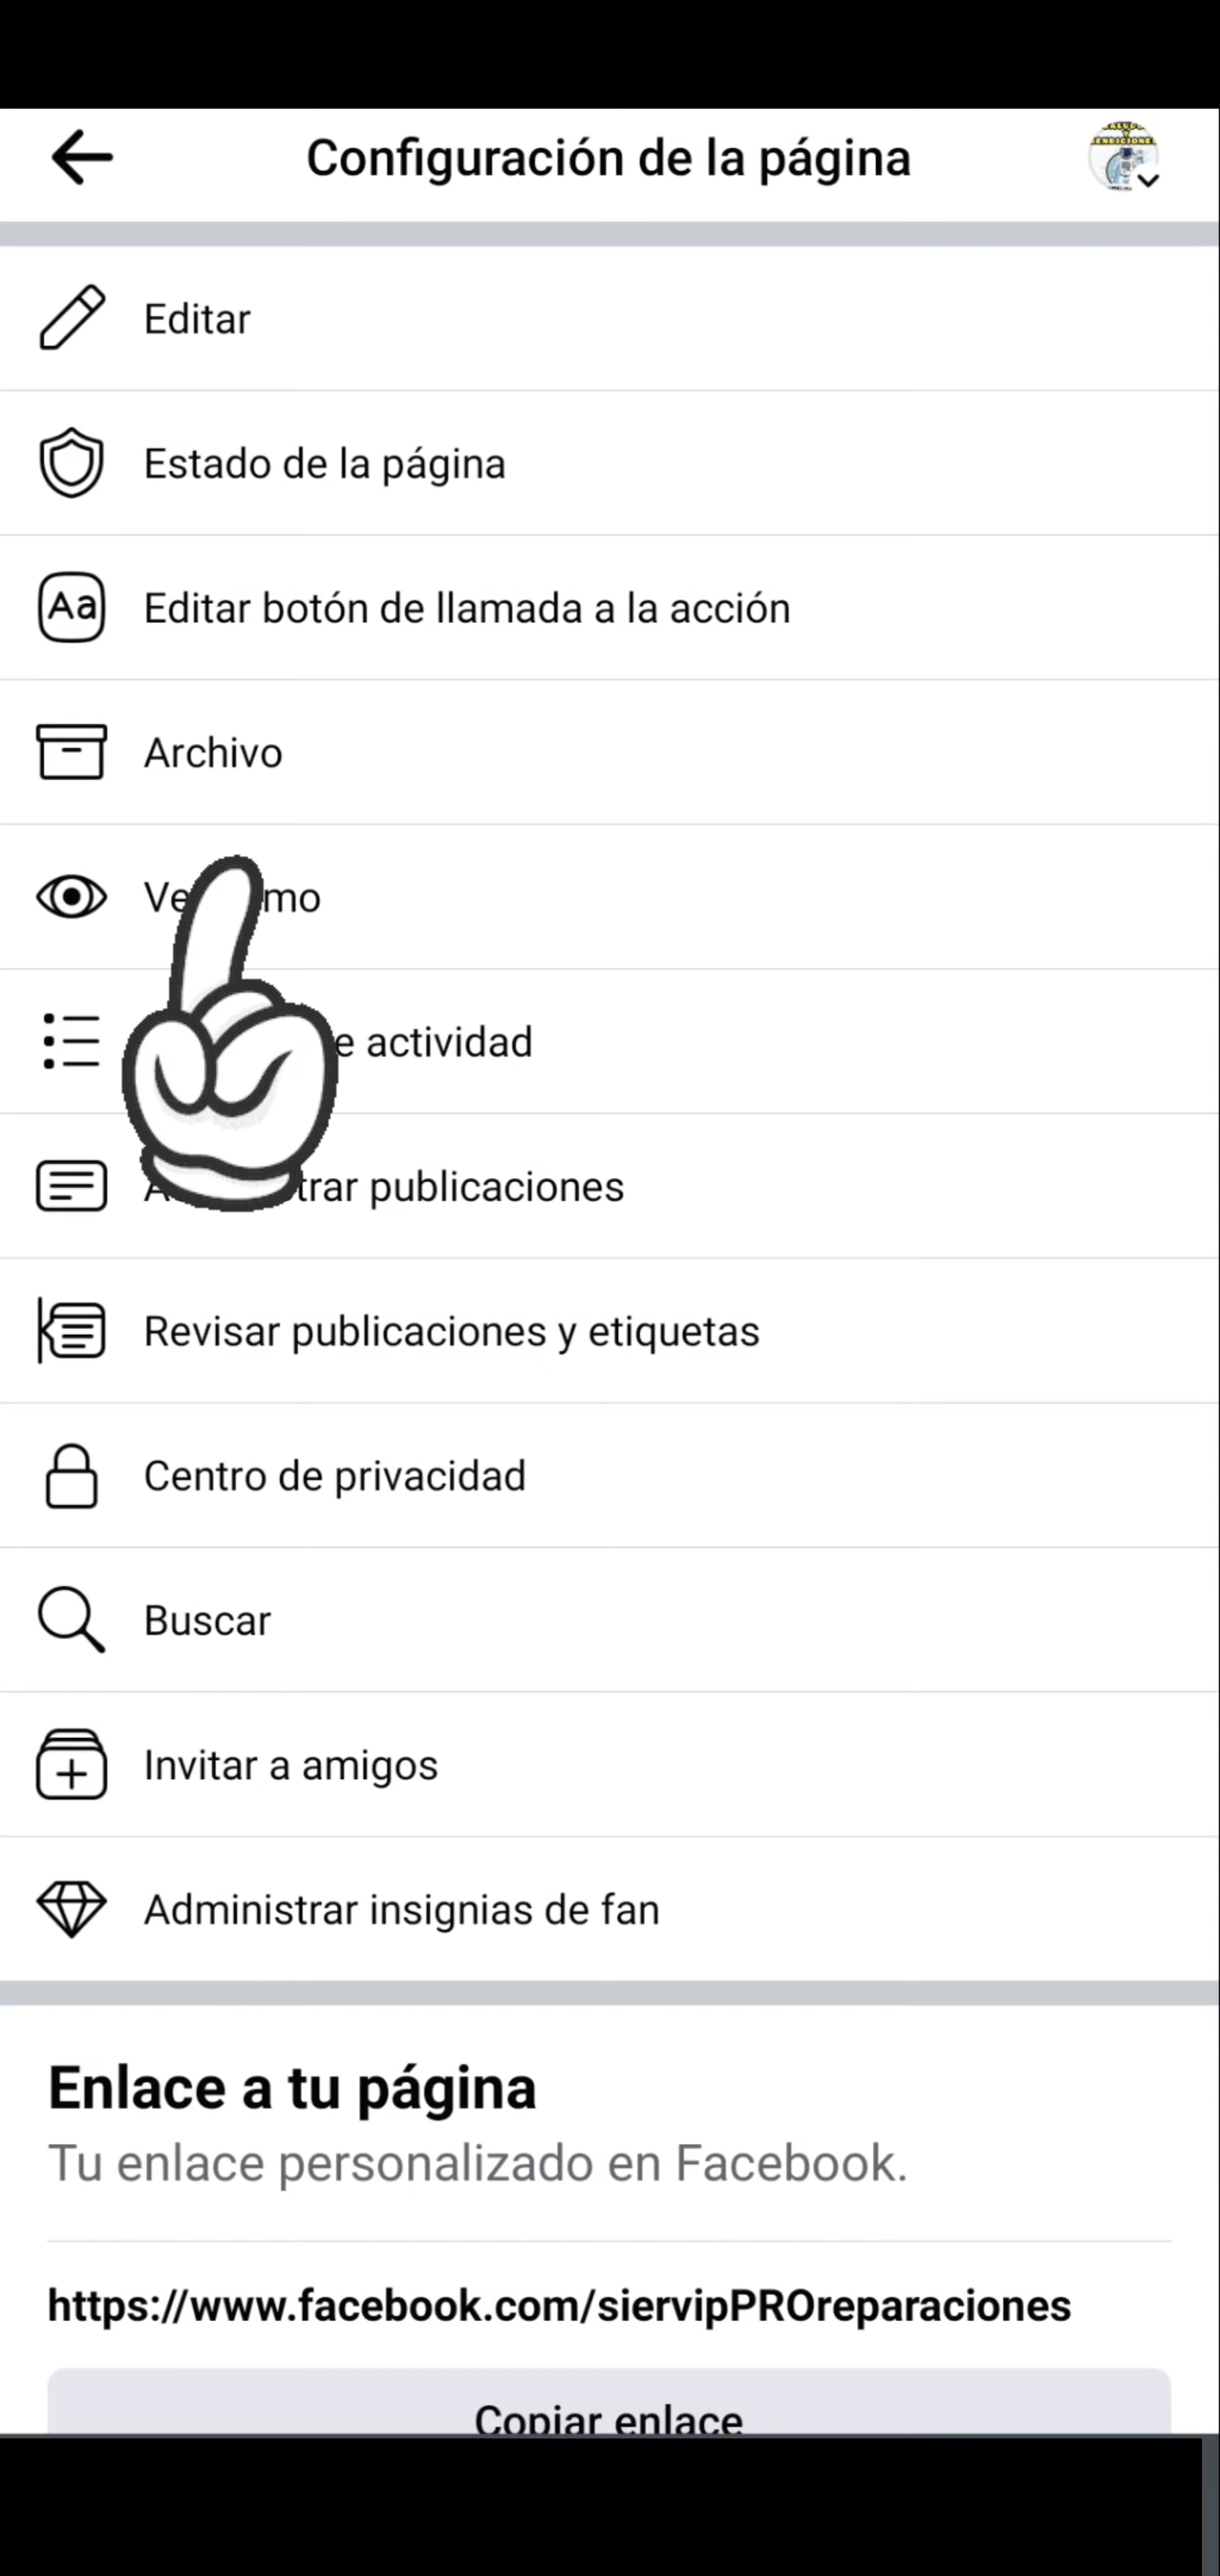 Configuración de la página
Editar
Estado de la página
Aa
Editar botón de llamada a la acción
Archivo
mo
e actividad
trar publicaciones
Revisar publicaciones y etiquetas
Centro de privacidad
Buscar
Invitar a amigos
Administrar insignias de fan
Enlace a tu página
Tu enlace personalizado en Facebook.
https://www.facebook.com/siervipPROreparaciones
Copiar enlace